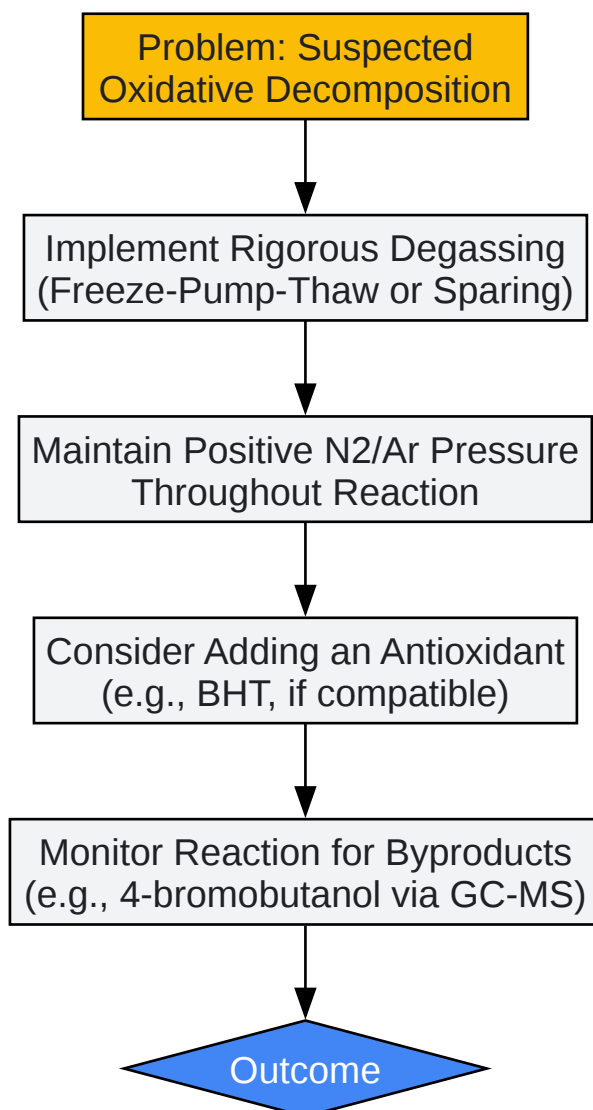 Problem: Suspected
Oxidative Decomposition
Implement Rigorous Degassing
(Freeze-Pump-Thaw or Sparing)
Maintain Positive N2/Ar Pressure
Throughout Reaction
Consider Adding an Antioxidant
(e.g., BHT, if compatible)
Monitor Reaction for Byproducts
(e.g., 4-bromobutanol via GC-MS)
Outcome